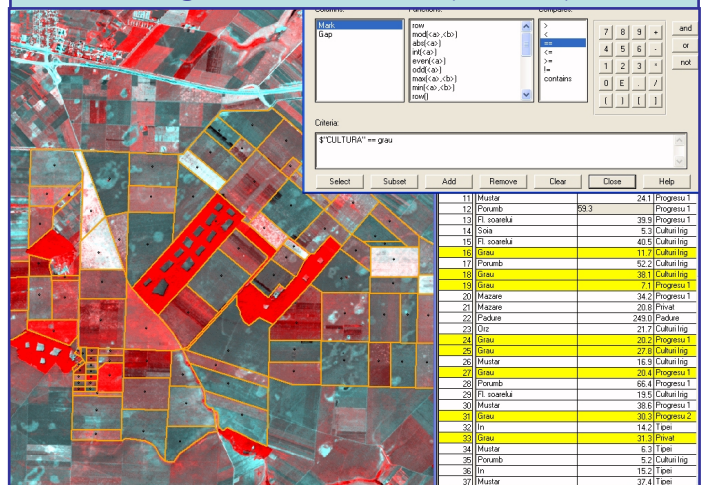 Columns: Functions: Compares:
Mark
Gap
row
mod(<a>,<b>)
abs(<a>)
int(<a>)
even(<a>)
odd(<a>)
max(<a>,<b>)
min(<a>,<b>)
row()
>
<
==
<=
>=
!=
contains
7 8 9 + and
4 5 6 - or
1 2 3 * not
0 E . /
( ) [ ]
Criteria:
$"CULTURA" == grau
Select Subset Add Remove Clear Close Help
11 Mustar 24.1 Progresu 1
12 Porumb 59.3 Progresu 1
13 Fl. soarelui 39.9 Progresu 1
14 Soia 5.3 Culturi Irig
15 Fl. soarelui 40.5 Culturi Irig
16 Grau 11.7 Culturi Irig
17 Porumb 52.2 Culturi Irig
18 Grau 38.1 Culturi Irig
19 Grau 7.1 Progresu 1
20 Mazare 34.2 Progresu 1
21 Mazare 20.8 Privat
22 Padure 249.0 Padure
23 Orz 21.7 Culturi Irig
24 Grau 20.2 Progresu 1
25 Grau 27.8 Culturi Irig
26 Mustar 16.9 Culturi Irig
27 Grau 20.4 Progresu 1
28 Porumb 66.4 Progresu 1
29 Fl. soarelui 19.5 Culturi Irig
30 Mustar 38.6 Progresu 1
31 Grau 30.3 Progresu 2
32 In 14.2 Tipei
33 Grau 31.3 Privat
34 Mustar 6.3 Tipei
35 Porumb 5.2 Culturi Irig
36 In 15.2 Tipei
37 Mustar 37.4 Tipei